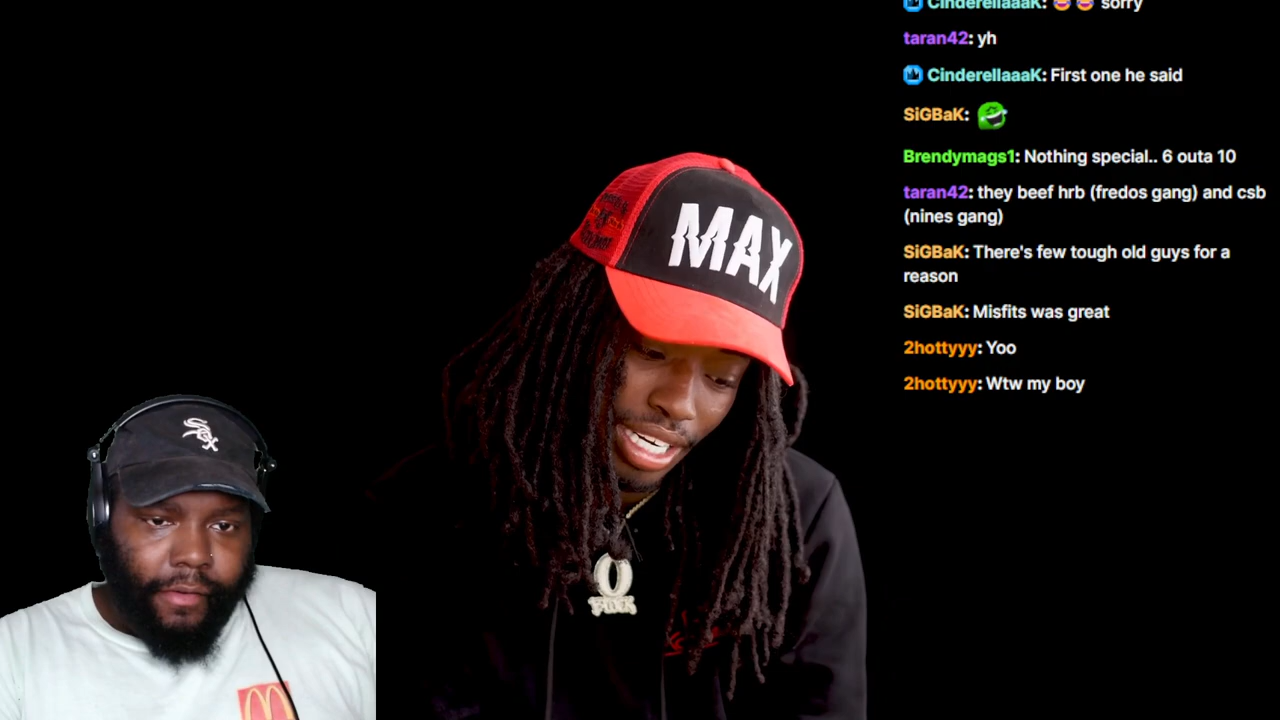 CinderellaaaK: 😂😂 sorry
taran42: yh
CinderellaaaK: First one he said
SiGBaK:
Brendymags1: Nothing special.. 6 outa 10
taran42: they beef hrb (fredos gang) and csb
(nines gang)
SiGBaK: There's few tough old guys for a
reason
SiGBaK: Misfits was great
2hottyyy: Yoo
2hottyyy: Wtw my boy
MAX
Sox